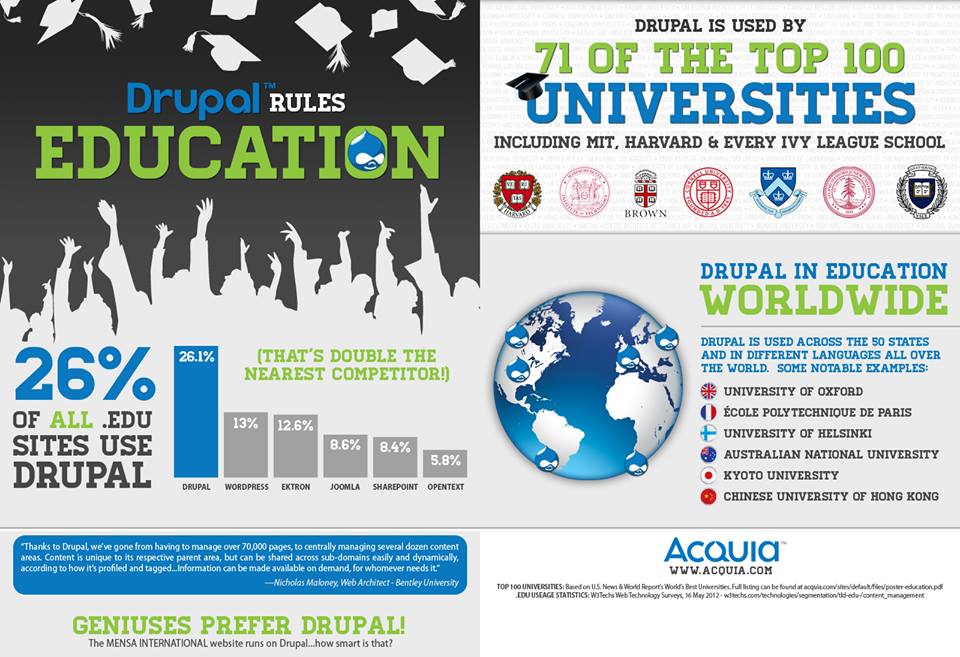 Drupal™ RULES
EDUCATION
26%
OF ALL .EDU
SITES USE
DRUPAL
(THAT'S DOUBLE THE
NEAREST COMPETITOR!)
26.1%
13%
12.6%
8.6%
8.4%
5.8%
DRUPAL
WORDPRESS
EKTRON
JOOMLA
SHAREPOINT
OPENTEXT
"Thanks to Drupal, we've gone from having to manage over 70,000 pages, to centrally managing several dozen content
areas. Content is unique to its respective parent area, but can be shared across sub-domains easily and dynamically,
according to how it's profiled and tagged...Information can be made available on demand, for whomever needs it."
—Nicholas Maloney, Web Architect - Bentley University
GENIUSES PREFER DRUPAL!
The MENSA INTERNATIONAL website runs on Drupal...how smart is that?
DRUPAL IS USED BY
71 OF THE TOP 100
UNIVERSITIES
INCLUDING MIT, HARVARD & EVERY IVY LEAGUE SCHOOL
HARVARD
BROWN
CORNELL UNIVERSITY
YALE
DRUPAL IN EDUCATION
WORLDWIDE
DRUPAL IS USED ACROSS THE 50 STATES
AND IN DIFFERENT LANGUAGES ALL OVER
THE WORLD. SOME NOTABLE EXAMPLES:
UNIVERSITY OF OXFORD
ÉCOLE POLYTECHNIQUE DE PARIS
UNIVERSITY OF HELSINKI
AUSTRALIAN NATIONAL UNIVERSITY
KYOTO UNIVERSITY
CHINESE UNIVERSITY OF HONG KONG
ACQUIA™
WWW.ACQUIA.COM
TOP 100 UNIVERSITIES: Based on U.S. News & World Report's World's Best Universities. Full listing can be found at acquia.com/sites/default/files/poster-education.pdf
.EDU USEAGE STATISTICS: W3Techs Web Technology Surveys, 16 May 2012 - w3techs.com/technologies/segmentation/tld-edu-/content_management